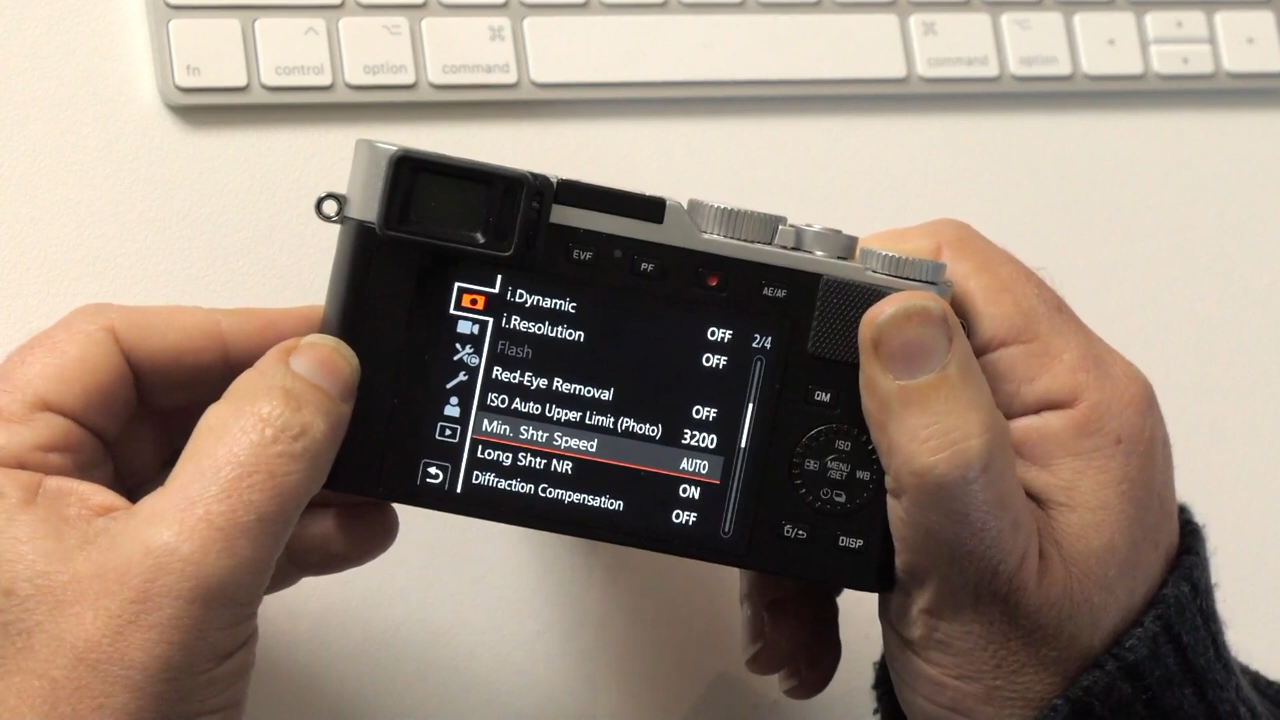 fn
control
option
command
command
option
EVF
PF
AE/AF
i.Dynamic OFF
i.Resolution OFF
Flash
Red-Eye Removal OFF
ISO Auto Upper Limit (Photo) 3200
Min. Shtr Speed AUTO
Long Shtr NR ON
Diffraction Compensation OFF
2/4
QM
ISO
MENU
/SET
WB
DISP